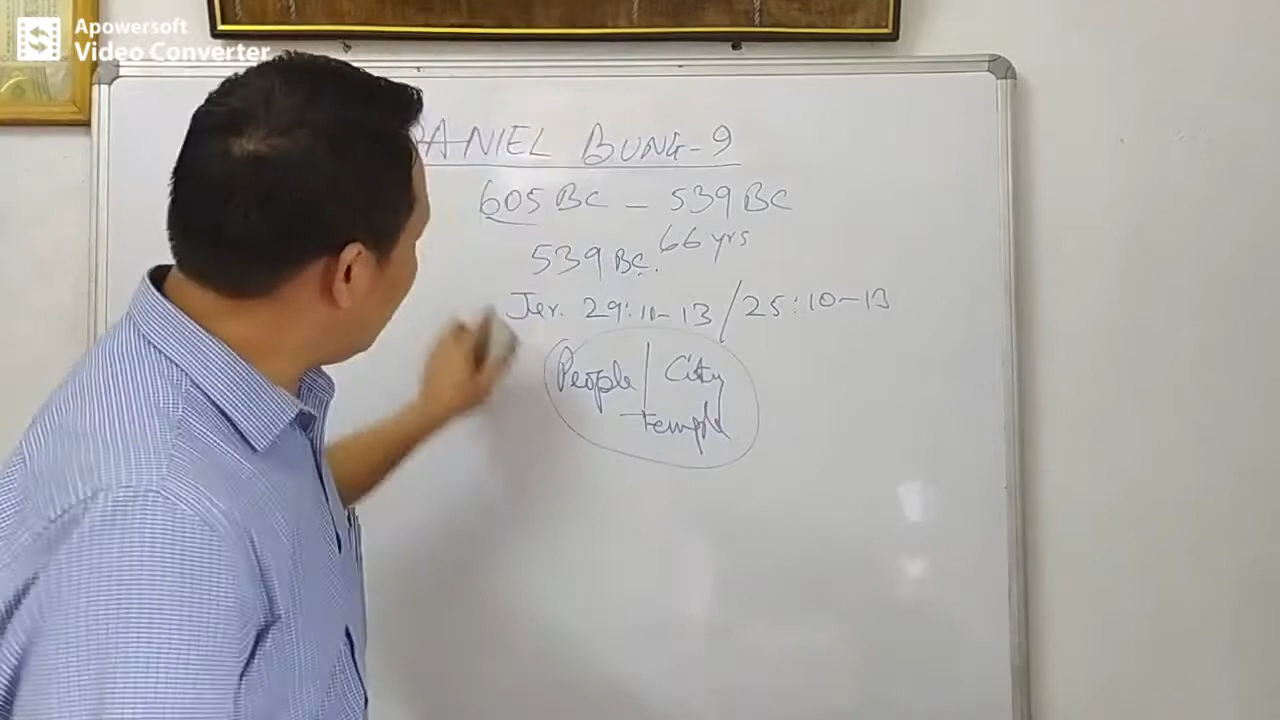 Apowersoft
Video Converter
DANIEL BUNG-9
605 BC – 539 BC
539 BC. 66 yrs
Jer. 29:11-13 / 25:10-13
People / City
Temple